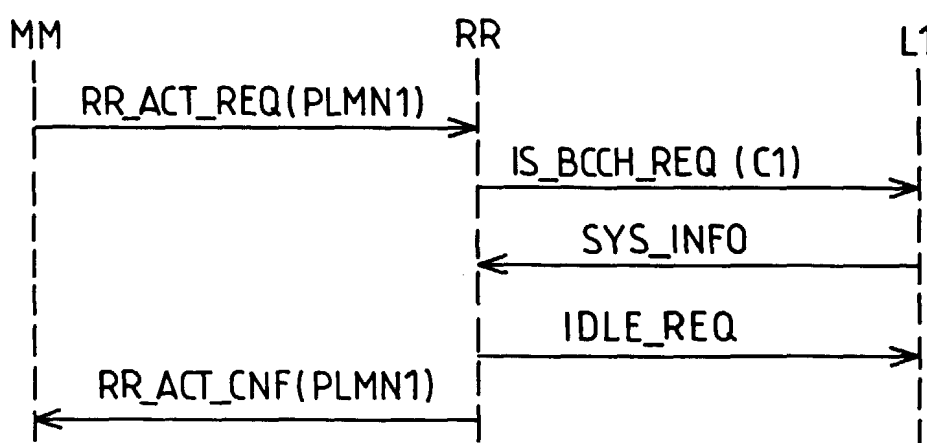 MM RR L1
RR_ACT_REQ(PLMN1)
IS_BCCH_REQ (C1)
SYS_INFO
IDLE_REQ
RR_ACT_CNF(PLMN1)